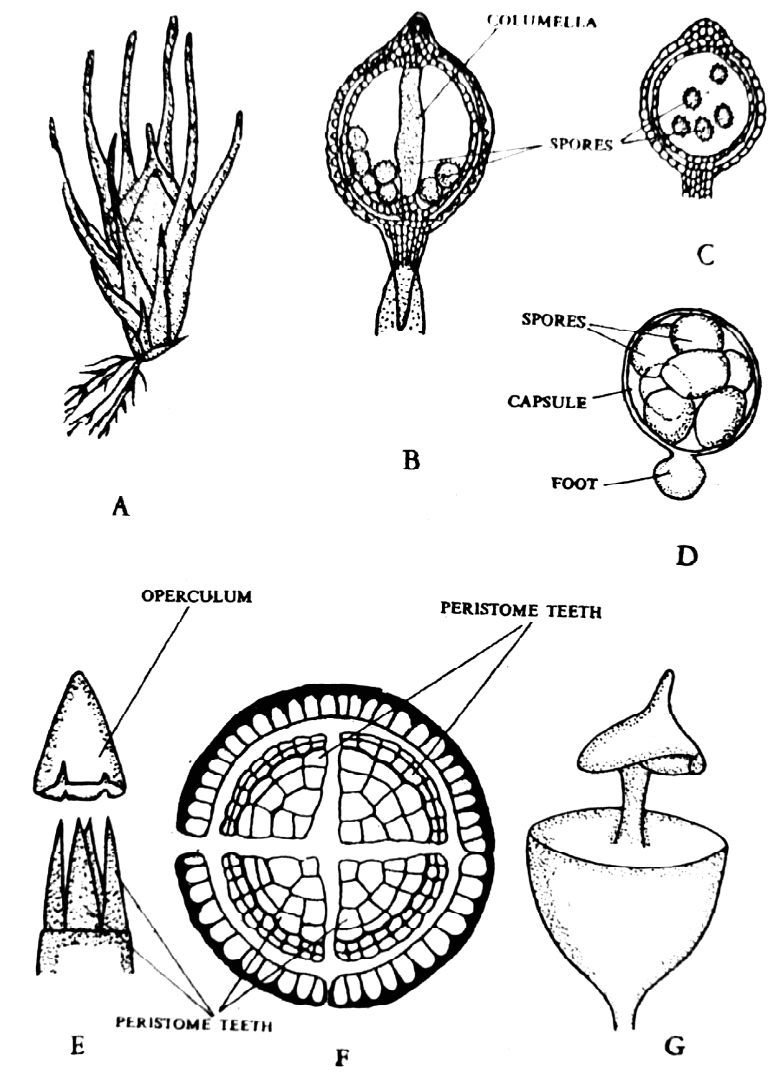 COLUMELLA
SPORES
C
SPORES
CAPSULE
B
FOOT
A
D
OPERCULUM
PERISTOME TEETH
PERISTOME TEETH
E
F
G